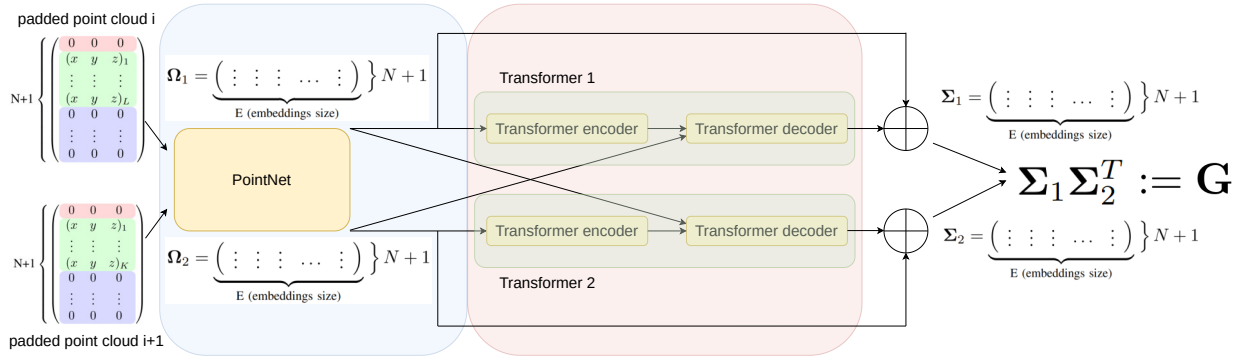 padded point cloud i
N+1
0 0 0
(x y z)₁
⋮ ⋮ ⋮
(x y z)_L
0 0 0
⋮ ⋮ ⋮
0 0 0
N+1
0 0 0
(x y z)₁
⋮ ⋮ ⋮
(x y z)_K
0 0 0
⋮ ⋮ ⋮
0 0 0
padded point cloud i+1
Ω₁ = ( ⋮ ⋮ ⋮ … ⋮ ) } N + 1
E (embeddings size)
PointNet
Ω₂ = ( ⋮ ⋮ ⋮ … ⋮ ) } N + 1
E (embeddings size)
Transformer 1
Transformer encoder
Transformer decoder
Transformer encoder
Transformer decoder
Transformer 2
Σ₁ = ( ⋮ ⋮ ⋮ … ⋮ ) } N + 1
E (embeddings size)
Σ₁Σ₂ᵀ := G
Σ₂ = ( ⋮ ⋮ ⋮ … ⋮ ) } N + 1
E (embeddings size)